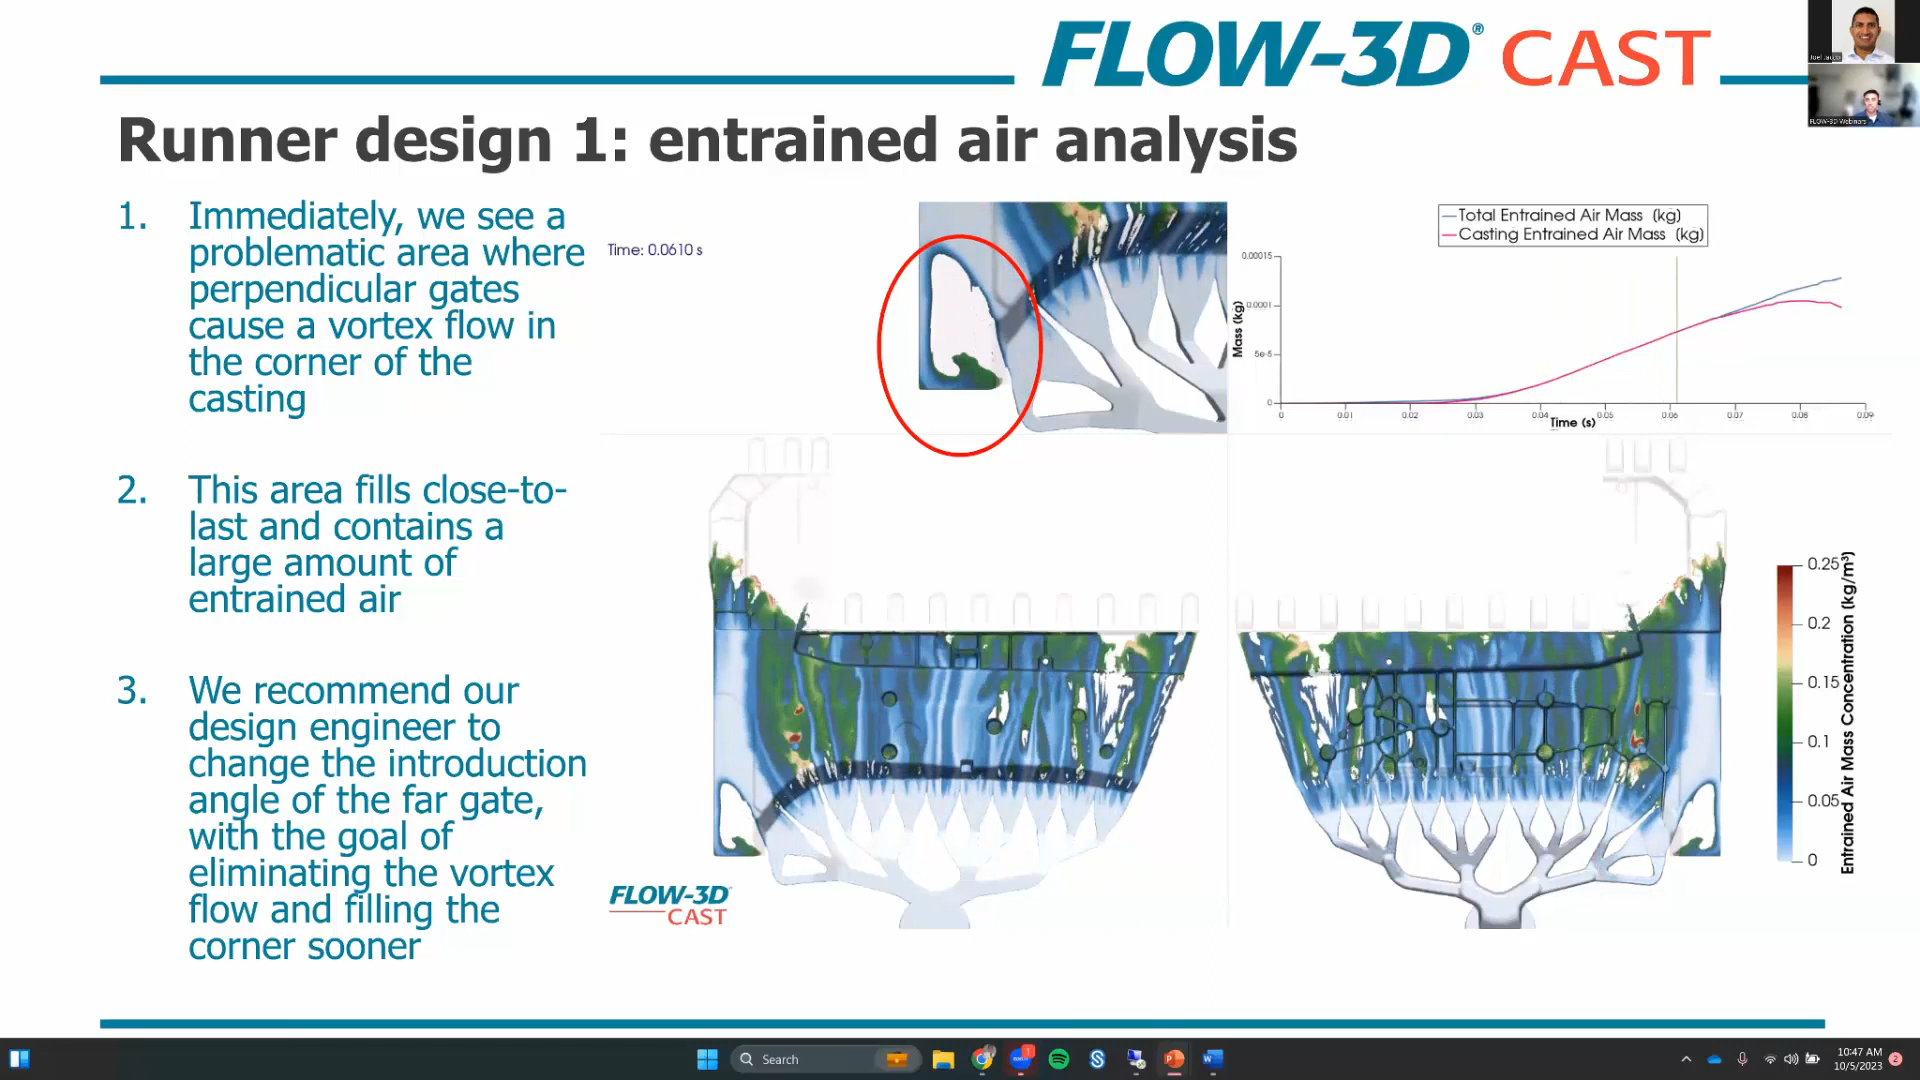 FLOW-3D® CAST
Runner design 1: entrained air analysis
1. Immediately, we see a
problematic area where
perpendicular gates
cause a vortex flow in
the corner of the
casting
2. This area fills close-to-
last and contains a
large amount of
entrained air
3. We recommend our
design engineer to
change the introduction
angle of the far gate,
with the goal of
eliminating the vortex
flow and filling the
corner sooner
Time: 0.0610 s
Total Entrained Air Mass (kg)
Casting Entrained Air Mass (kg)
Mass (kg)
0.00015
0.0001
5e-5
0
0 0.01 0.02 0.03 0.04 0.05 0.06 0.07 0.08 0.09
Time (s)
FLOW-3D
CAST
Entrained Air Mass Concentration (kg/m³)
0.25
0.2
0.15
0.1
0.05
0
FLOW-3D Webinars
Search
10:47 AM
10/5/2023
2
1